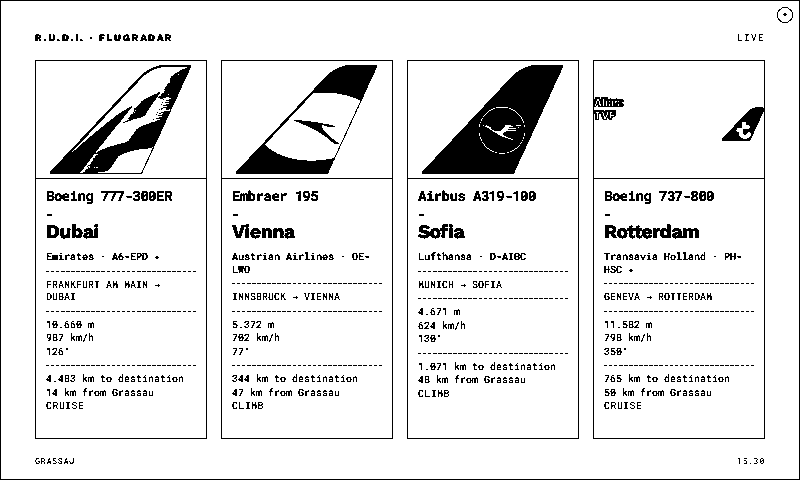 R.U.D.I. · FLUGRADAR
LIVE
Alias:
TVF
Boeing 777-300ER
-
Dubai
Emirates · A6-EPD ✦
FRANKFURT AM MAIN →
DUBAI
10.660 m
987 km/h
126°
4.483 km to destination
14 km from Grassau
CRUISE
Embraer 195
-
Vienna
Austrian Airlines · OE-
LWO
INNSBRUCK → VIENNA
5.372 m
702 km/h
77°
344 km to destination
47 km from Grassau
CLIMB
Airbus A319-100
-
Sofia
Lufthansa · D-AIBC
MUNICH → SOFIA
4.671 m
624 km/h
130°
1.071 km to destination
48 km from Grassau
CLIMB
Boeing 737-800
-
Rotterdam
Transavia Holland · PH-
HSC ✦
GENEVA → ROTTERDAM
11.582 m
798 km/h
350°
765 km to destination
50 km from Grassau
CRUISE
GRASSAU
15.30